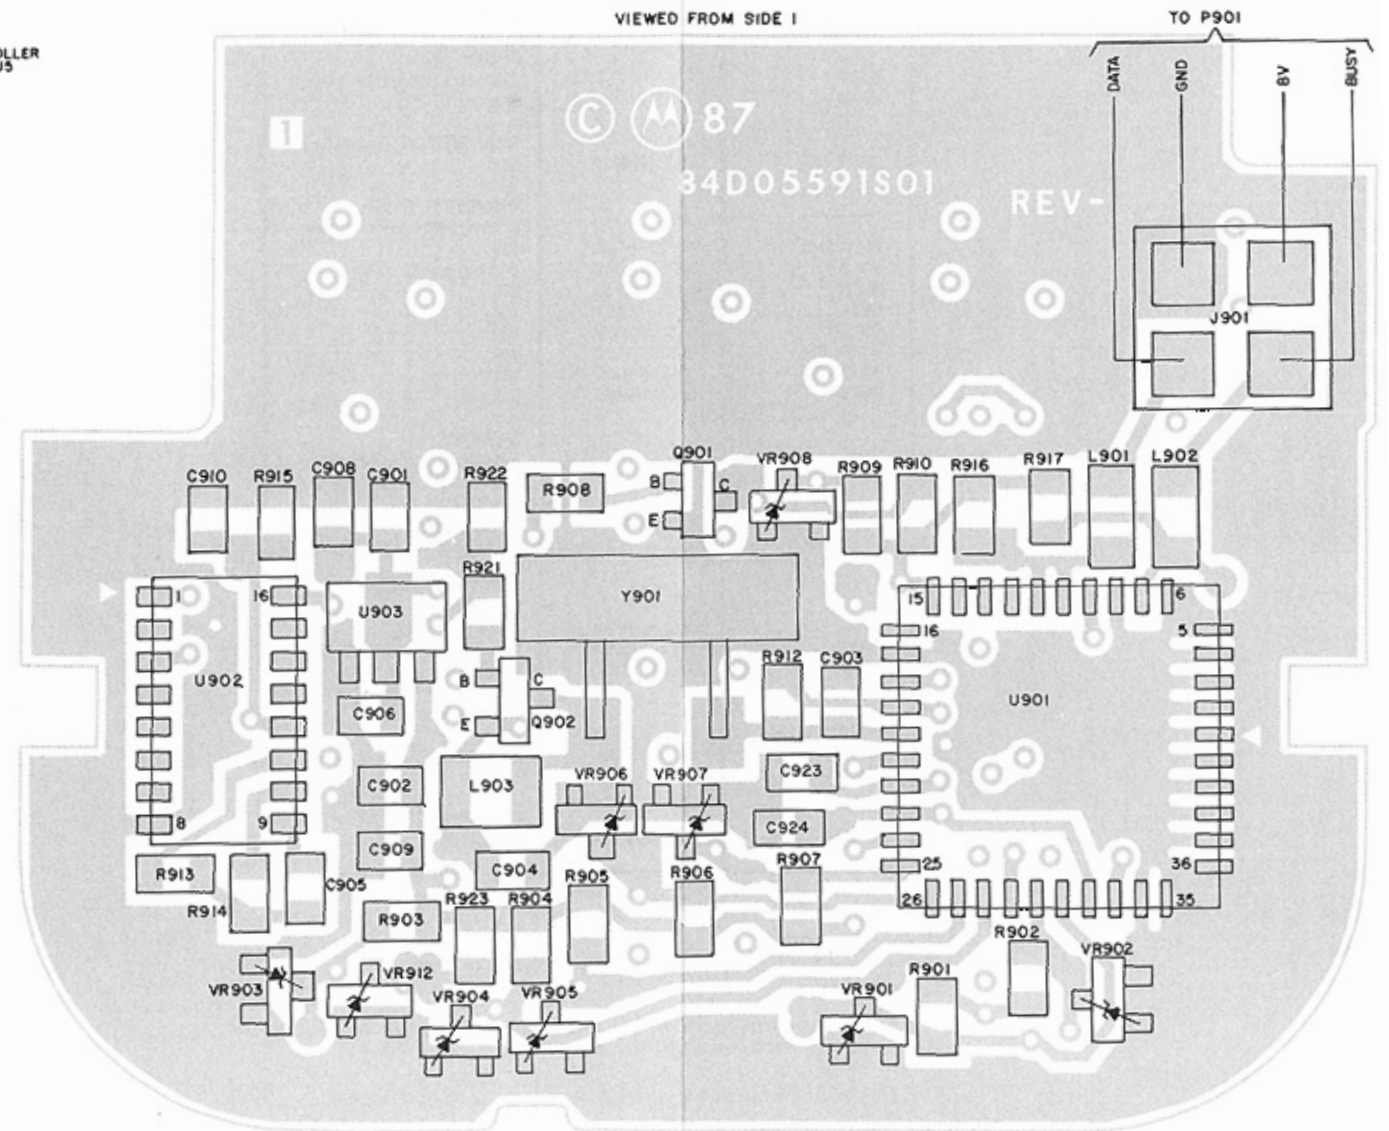 VIEWED FROM SIDE 1
TO P901
OLLER
U5
DATA
GND
8V
BUSY
1
C M 87
84D05591S01
REV-
J901
C910
R915
C908
C901
R922
R908
Q901
B
C
E
VR908
R909
R910
R916
R917
L901
L902
1
16
U903
R921
Y901
15
6
16
5
U902
B
C
E
Q902
R912
C903
U901
C906
C902
L903
VR906
VR907
C923
8
9
C909
C924
25
36
R913
C904
R907
R914
C905
R923
R904
R905
R906
26
35
R903
R902
VR902
VR903
VR912
VR904
VR905
VR901
R901